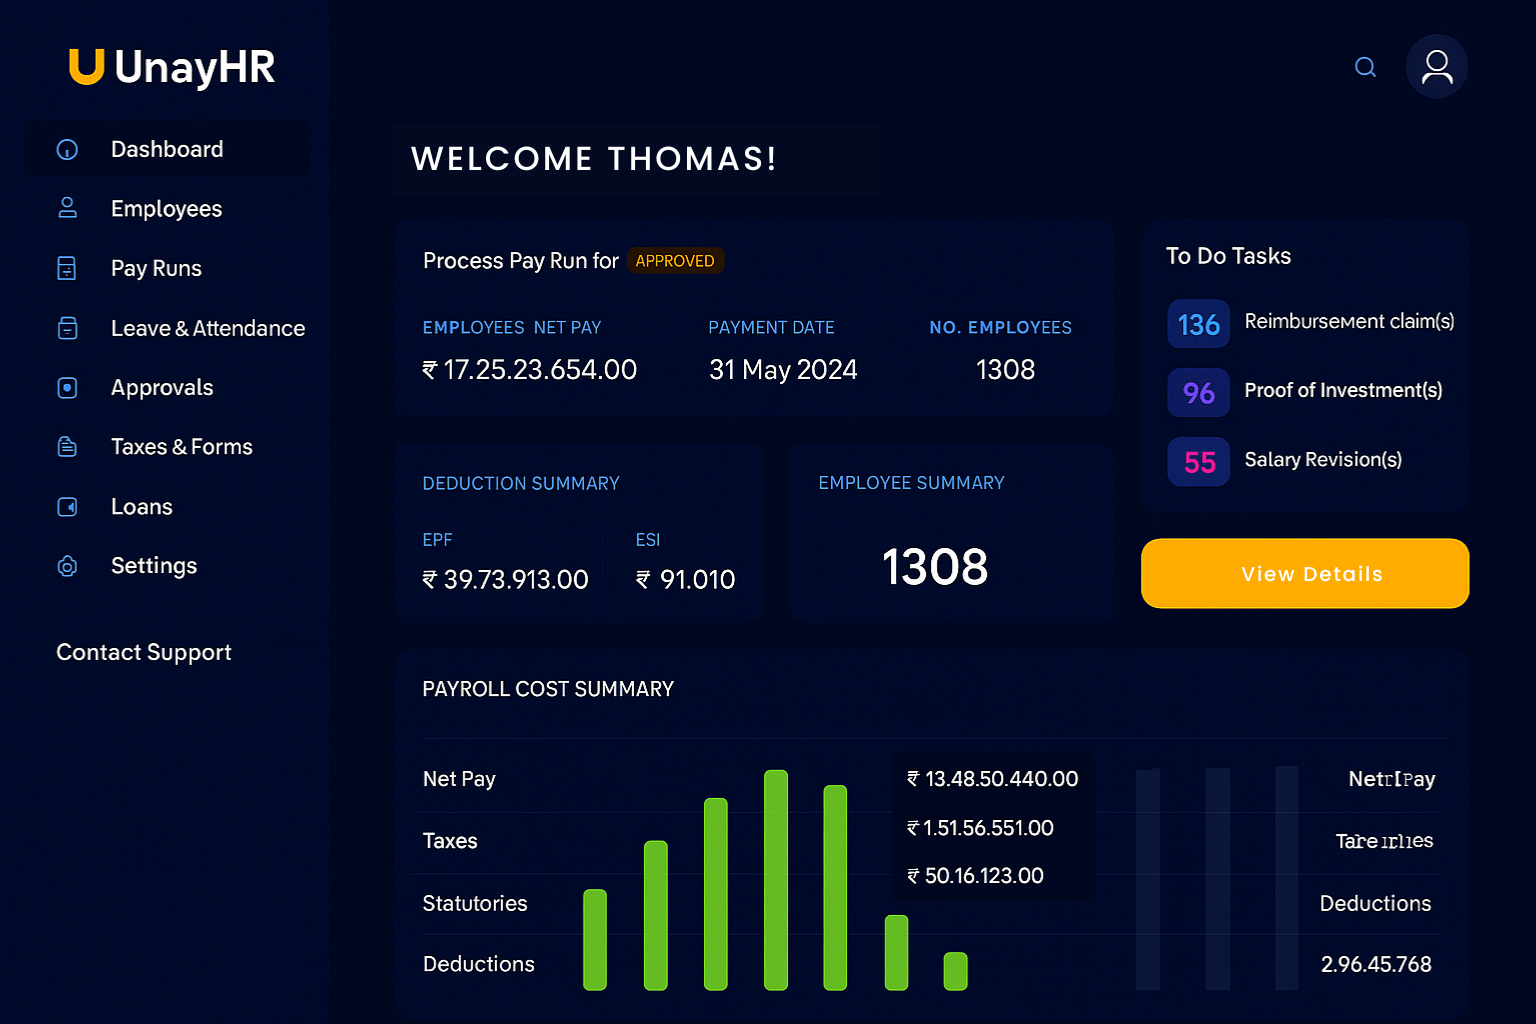 UnayHR
Dashboard
Employees
Pay Runs
Leave & Attendance
Approvals
Taxes & Forms
Loans
Settings
Contact Support
WELCOME THOMAS!
Process Pay Run for APPROVED
EMPLOYEES NET PAY
₹ 17.25.23.654.00
PAYMENT DATE
31 May 2024
NO. EMPLOYEES
1308
DEDUCTION SUMMARY
EPF
₹ 39.73.913.00
ESI
₹ 91.010
EMPLOYEE SUMMARY
1308
To Do Tasks
136 Reimbursement claim(s)
96 Proof of Investment(s)
55 Salary Revision(s)
View Details
PAYROLL COST SUMMARY
Net Pay
Taxes
Statutories
Deductions
₹ 13.48.50.440.00
₹ 1.51.56.551.00
₹ 50.16.123.00
Deductions
2.96.45.768